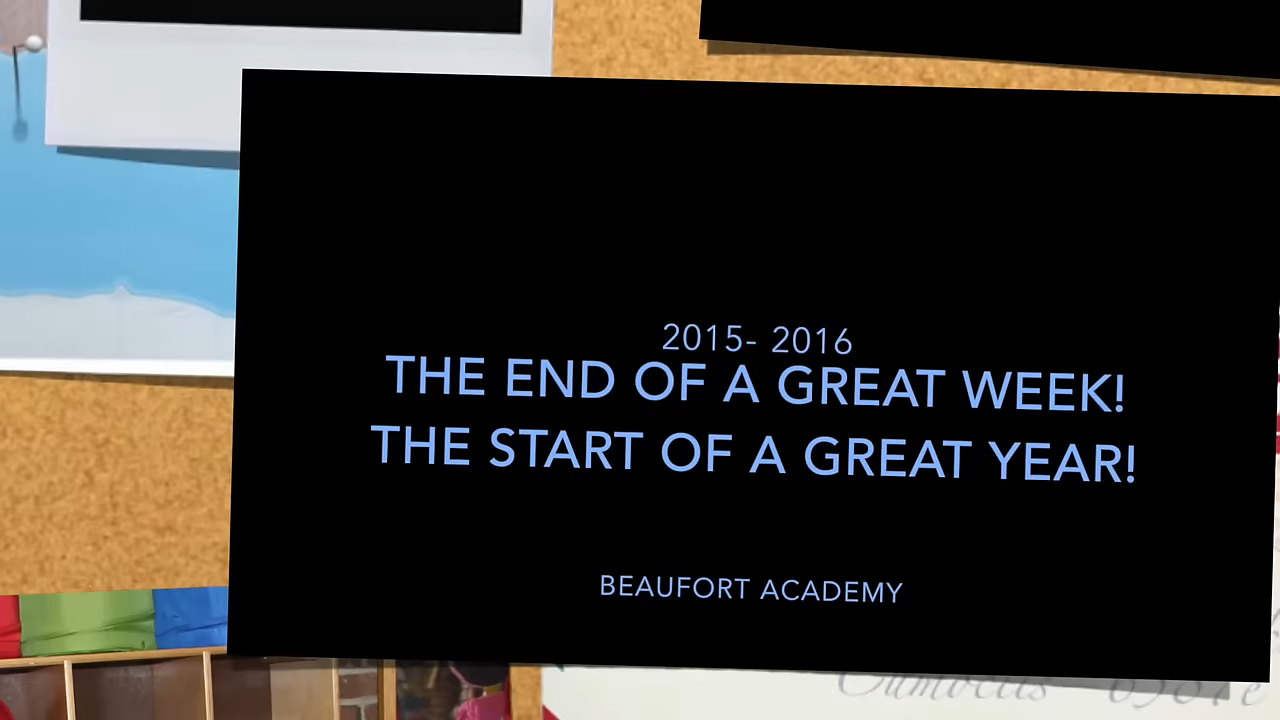 2015- 2016
THE END OF A GREAT WEEK!
THE START OF A GREAT YEAR!
BEAUFORT ACADEMY